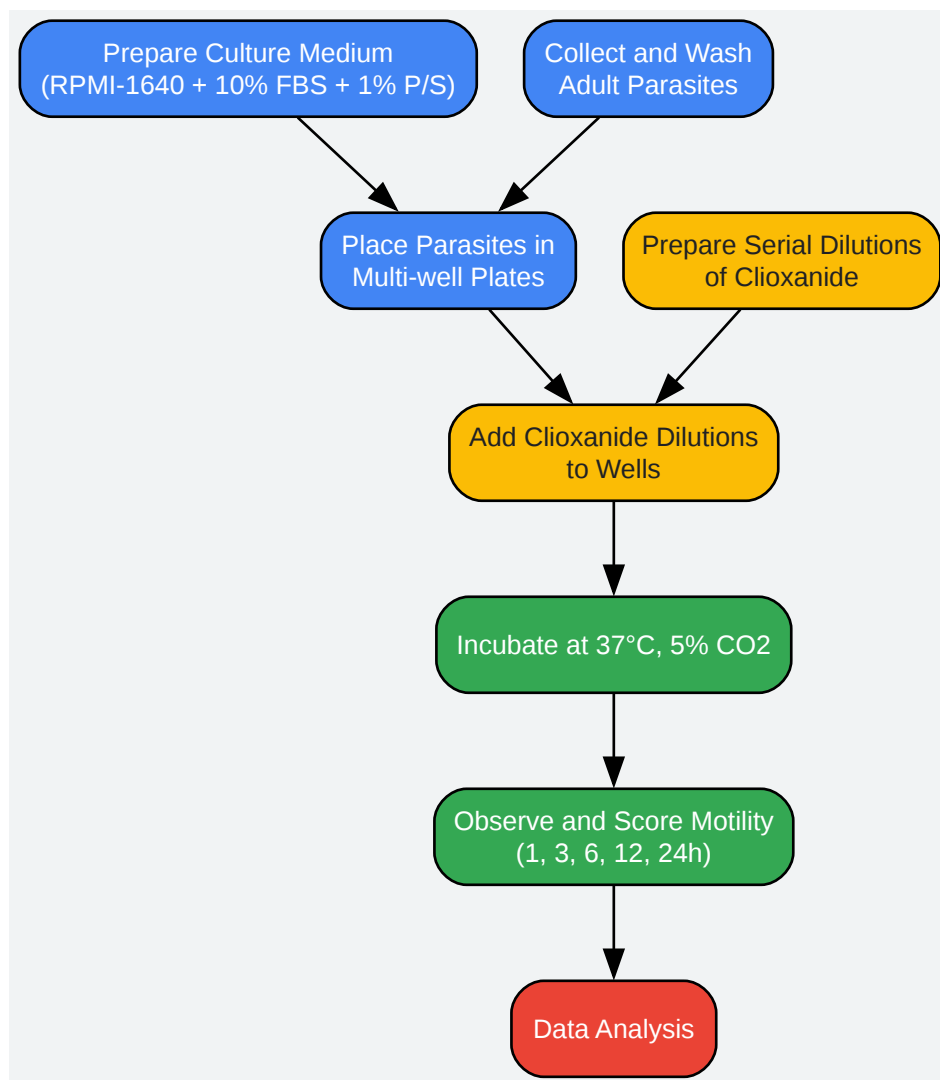 Prepare Culture Medium
(RPMI-1640 + 10% FBS + 1% P/S)
Collect and Wash
Adult Parasites
Place Parasites in
Multi-well Plates
Prepare Serial Dilutions
of Clioxanide
Add Clioxanide Dilutions
to Wells
Incubate at 37°C, 5% CO2
Observe and Score Motility
(1, 3, 6, 12, 24h)
Data Analysis